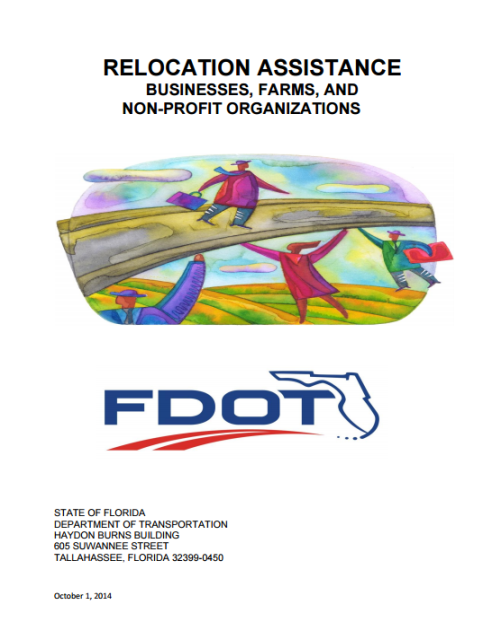 RELOCATION ASSISTANCE
BUSINESSES, FARMS, AND
NON-PROFIT ORGANIZATIONS
FDOT
STATE OF FLORIDA
DEPARTMENT OF TRANSPORTATION
HAYDON BURNS BUILDING
605 SUWANNEE STREET
TALLAHASSEE, FLORIDA 32399-0450
October 1, 2014